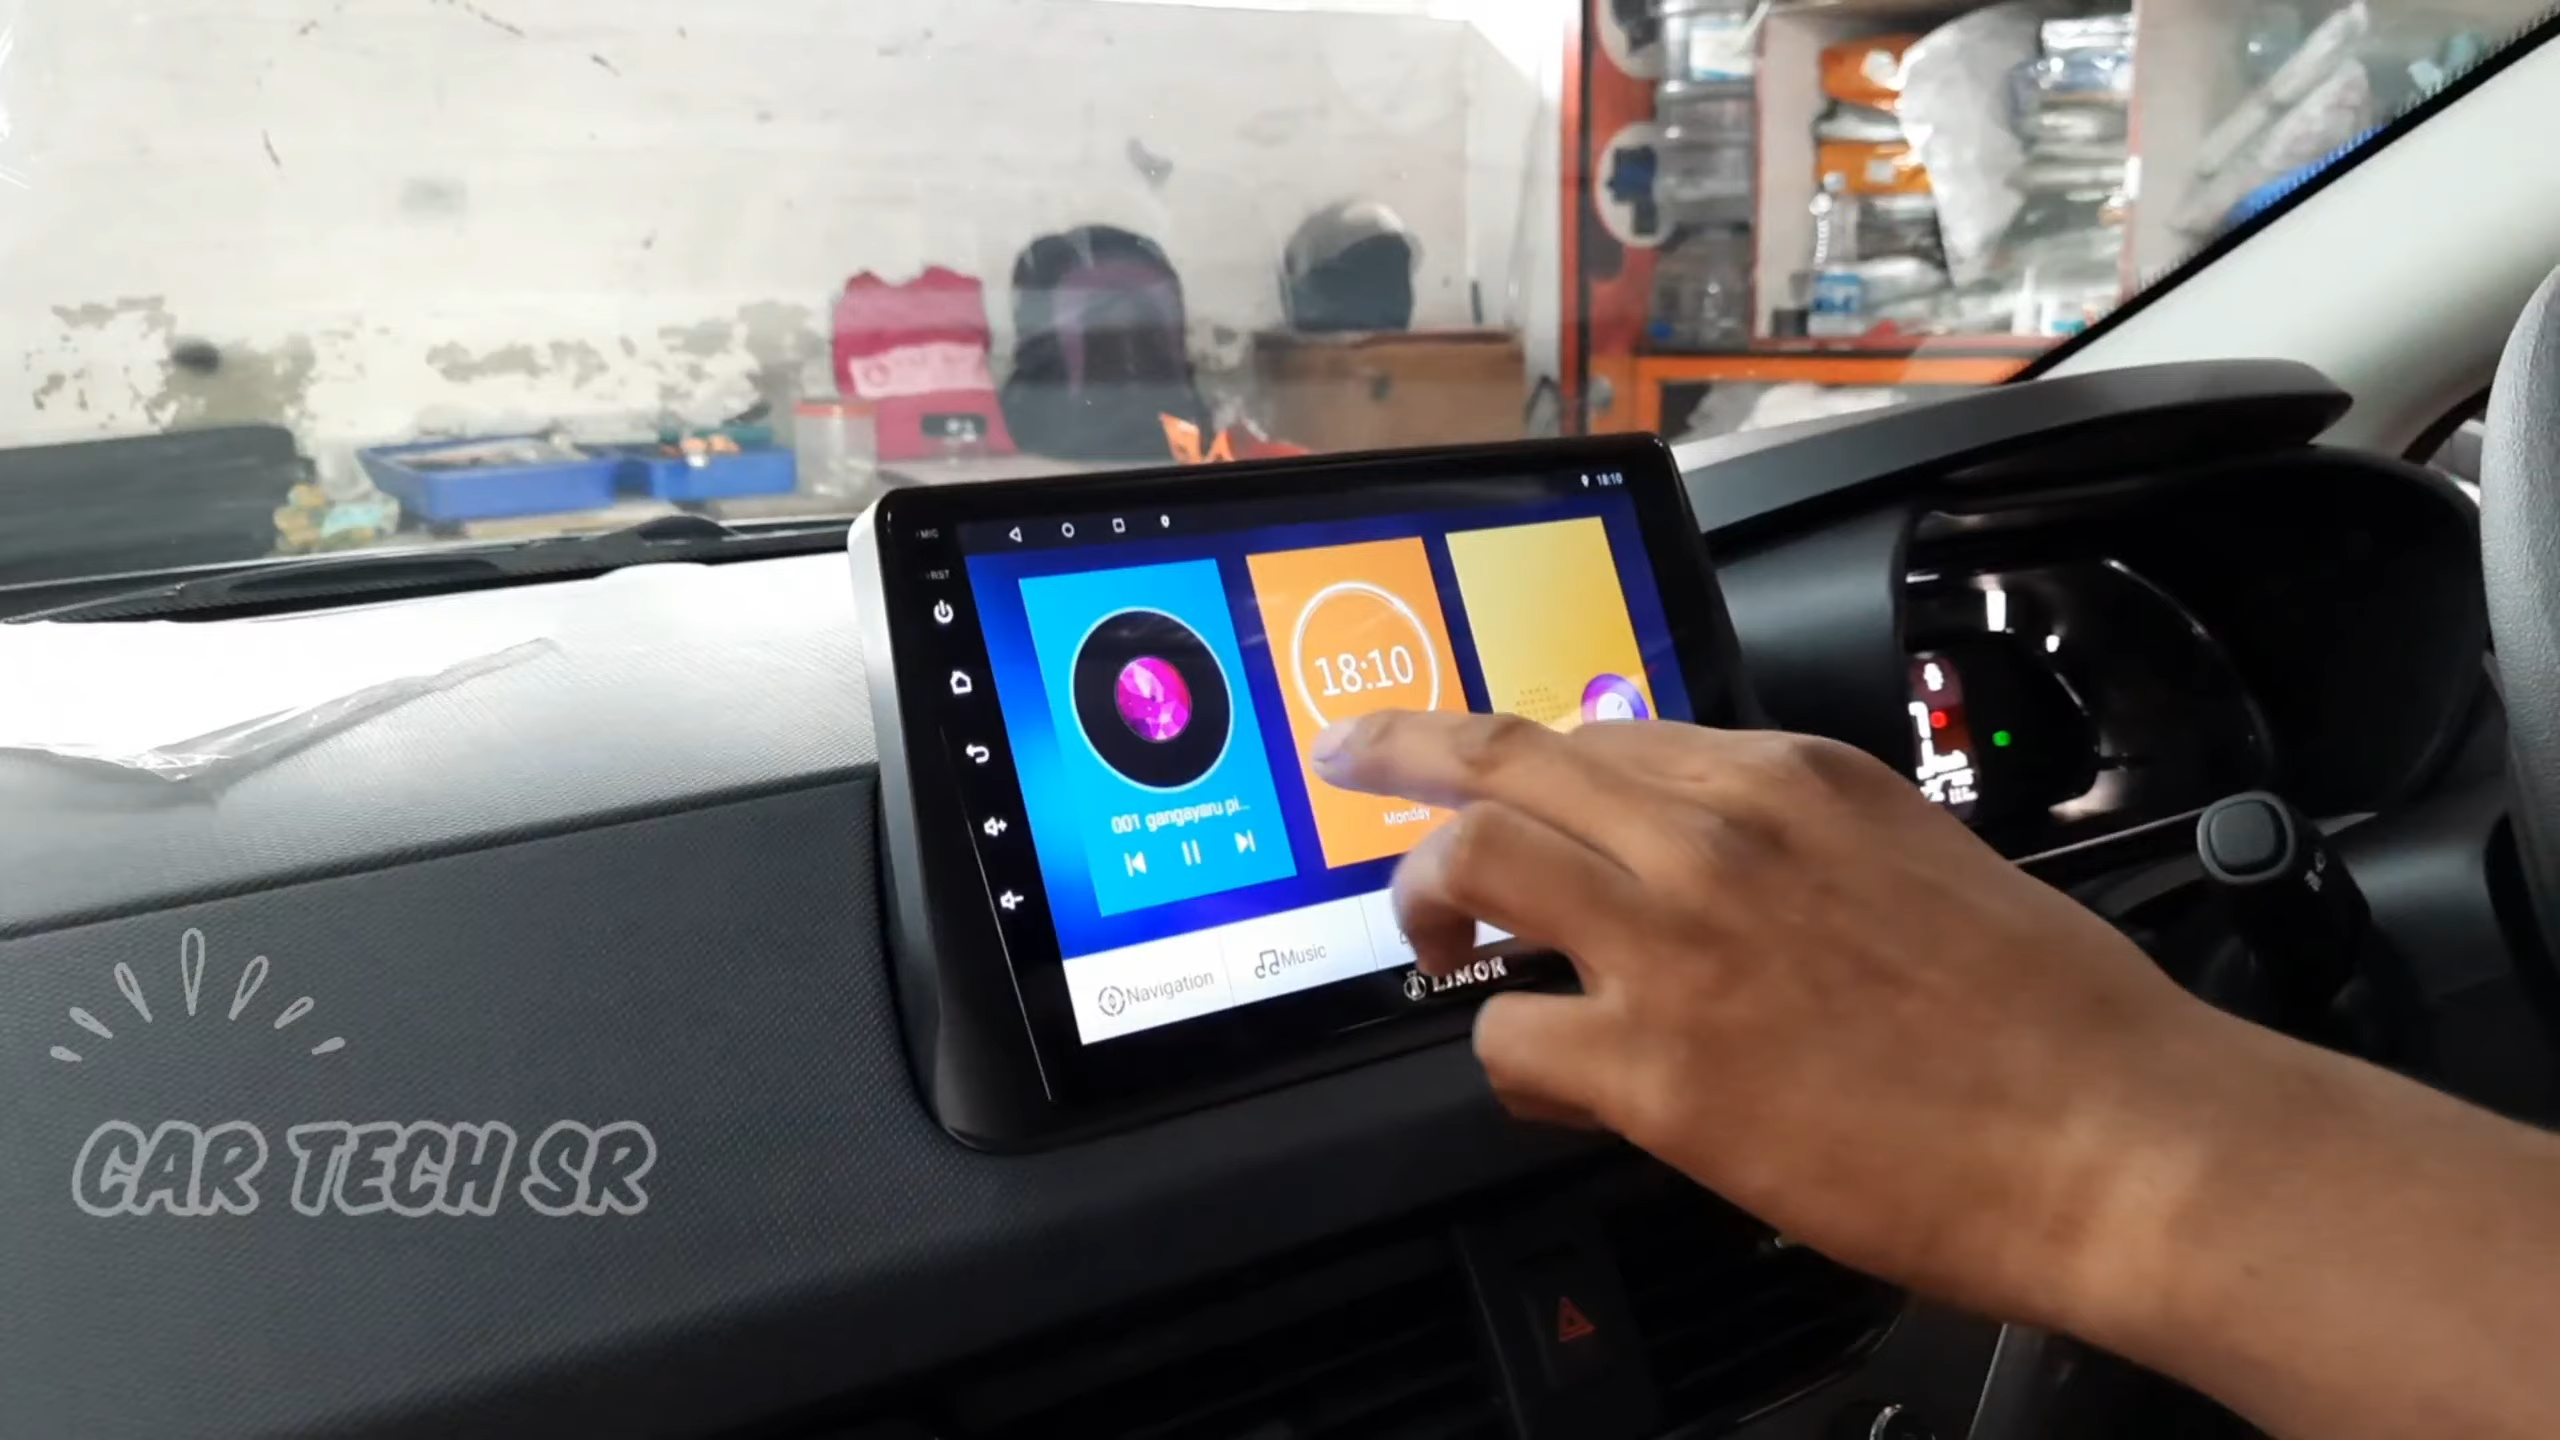 18:10
MIC
RST
18:10
001 gangayaru pi...
Monday
Navigation
Music
LIMOR
CAR TECH SR